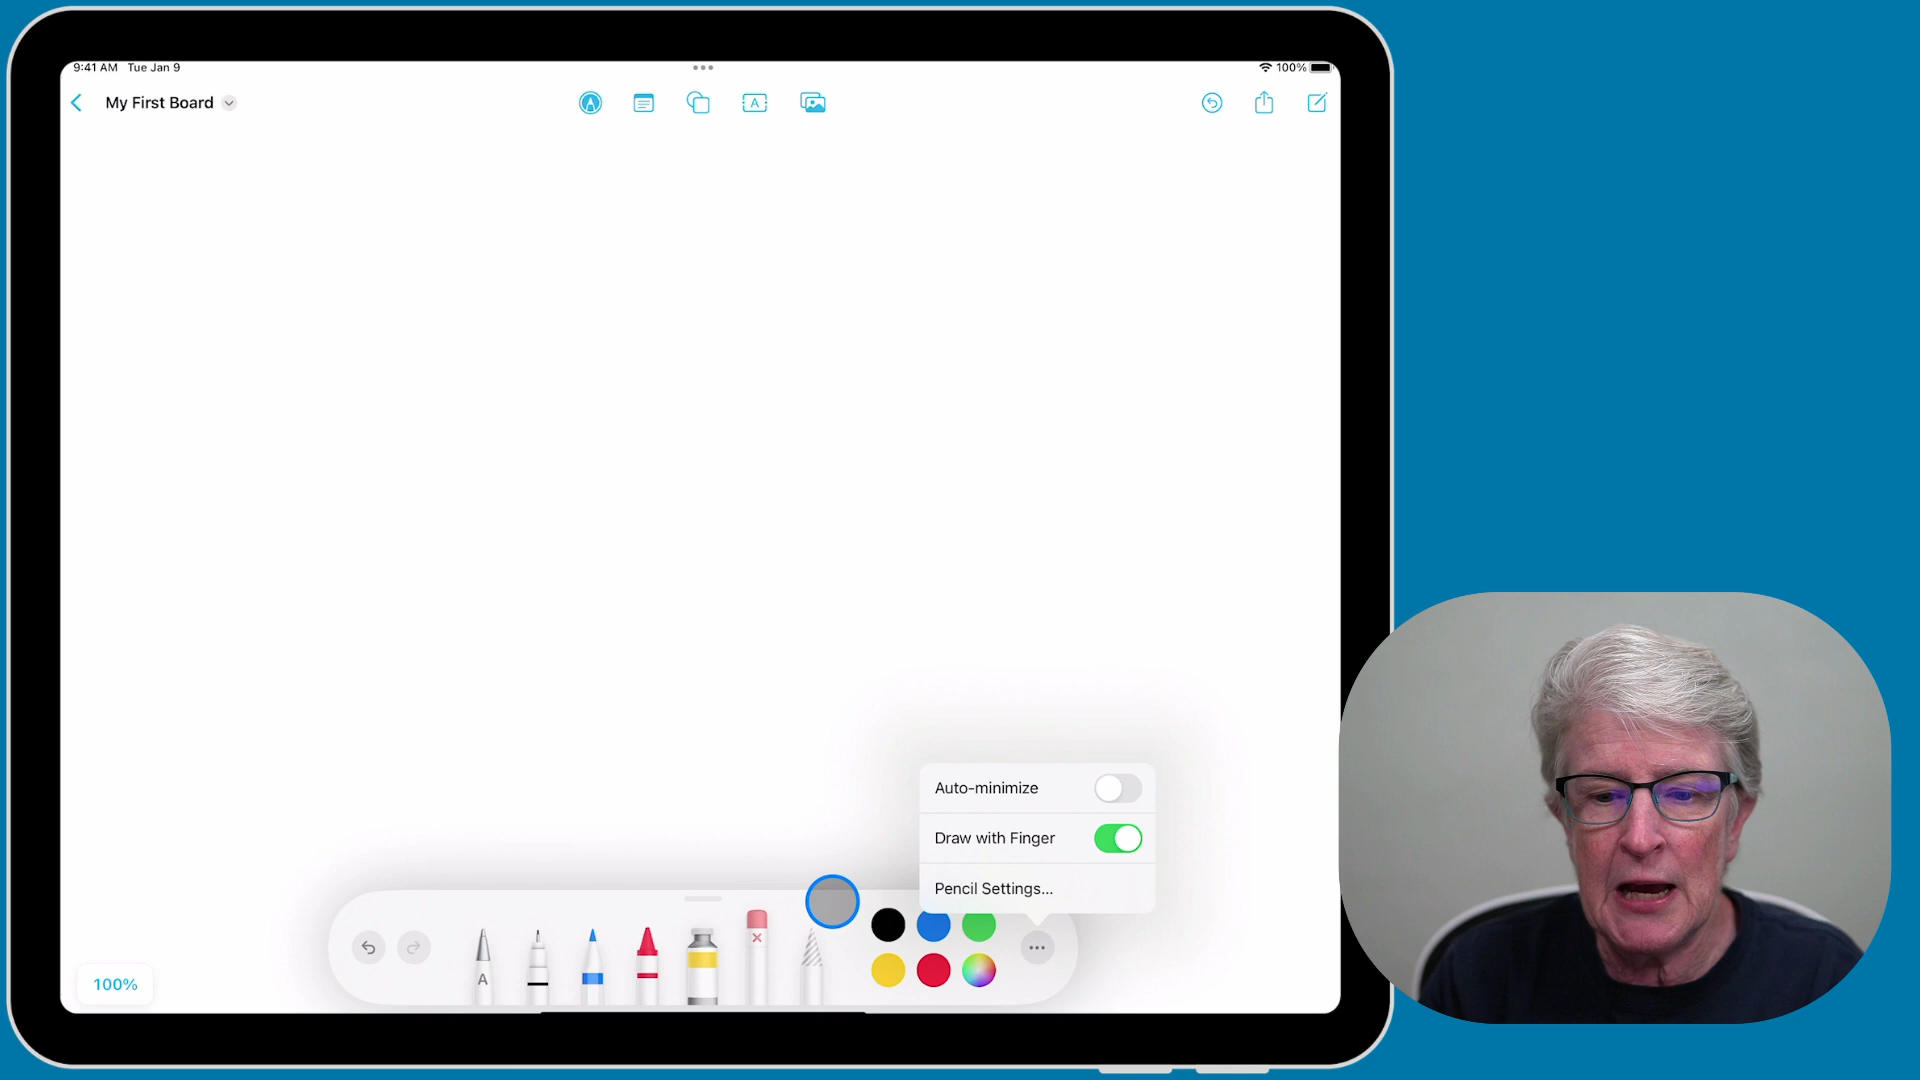 9:41 AM Tue Jan 9
100%
My First Board
A
Auto-minimize
Draw with Finger
Pencil Settings...
A
100%